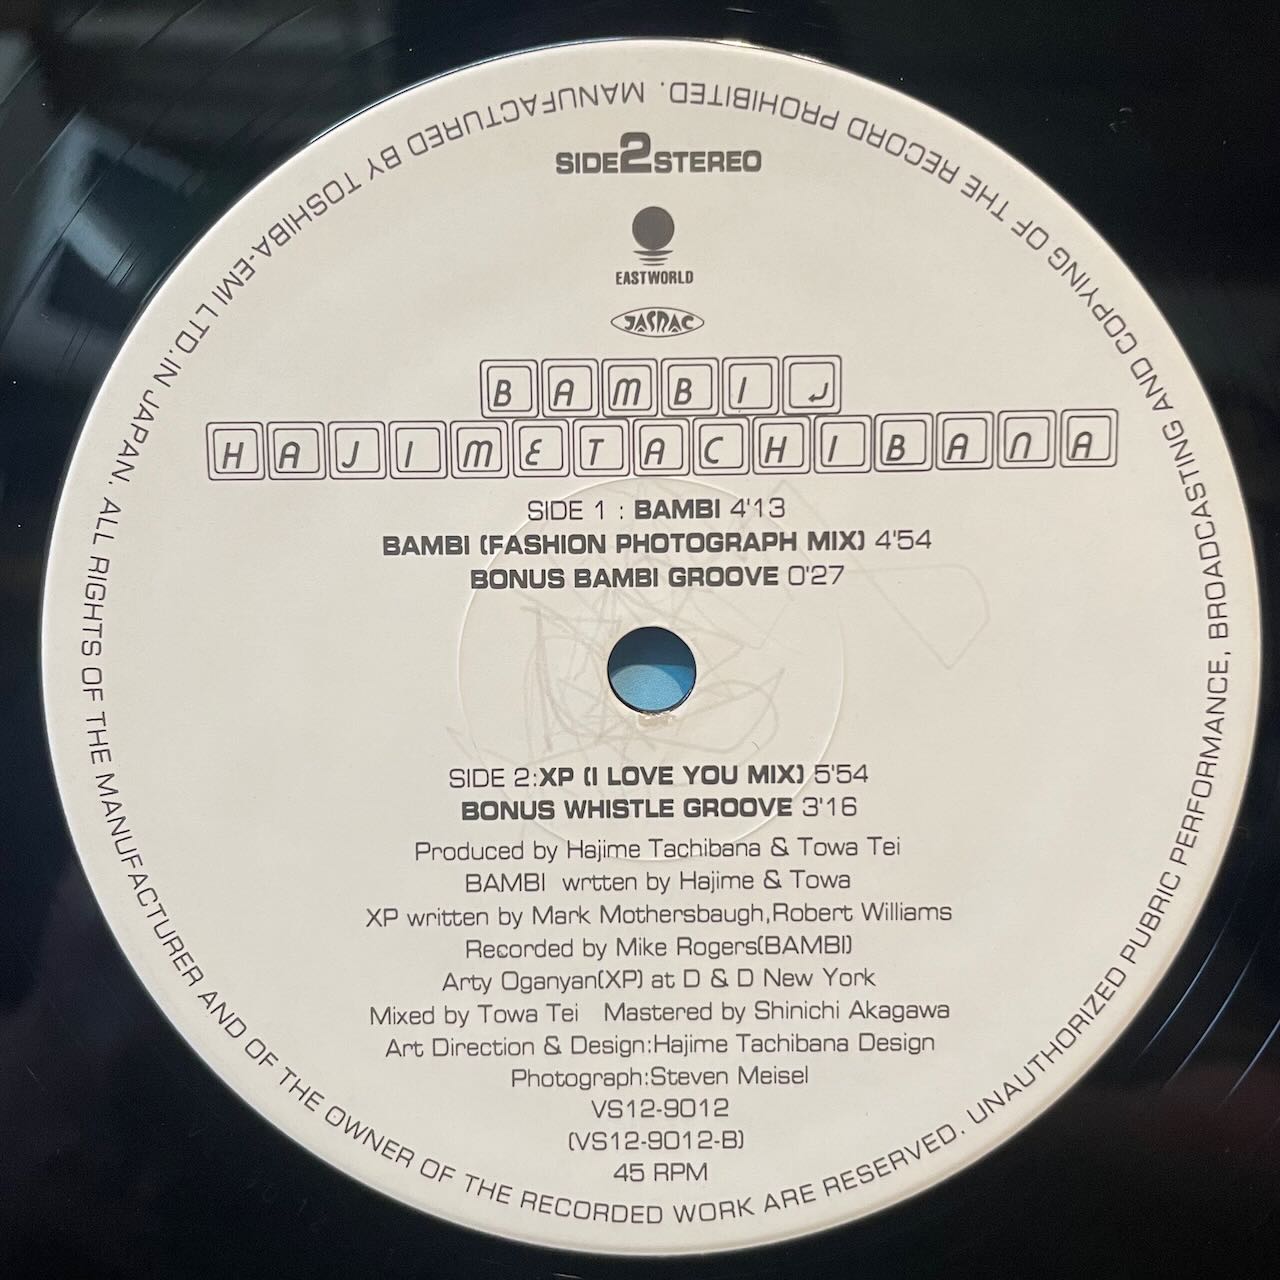 SIDE2STEREO
EASTWORLD
JASRAC
BAMBI↲
HAJIMETACHIBANA
SIDE 1 : BAMBI 4'13
BAMBI (FASHION PHOTOGRAPH MIX) 4'54
BONUS BAMBI GROOVE 0'27
SIDE 2:XP (I LOVE YOU MIX) 5'54
BONUS WHISTLE GROOVE 3'16
Produced by Hajime Tachibana & Towa Tei
BAMBI wrtten by Hajime & Towa
XP written by Mark Mothersbaugh,Robert Williams
Recorded by Mike Rogers(BAMBI)
Arty Oganyan(XP) at D & D New York
Mixed by Towa Tei Mastered by Shinichi Akagawa
Art Direction & Design:Hajime Tachibana Design
Photograph:Steven Meisel
VS12-9012
(VS12-9012-B)
45 RPM
MANUFACTURED BY TOSHIBA-EMI LTD.IN JAPAN. ALL RIGHTS OF THE MANUFACTURER AND OF THE OWNER OF THE RECORDED WORK ARE RESERVED. UNAUTHORIZED PUBRIC PERFORMANCE, BROADCASTING AND COPYING OF THE RECORD PROHIBITED.